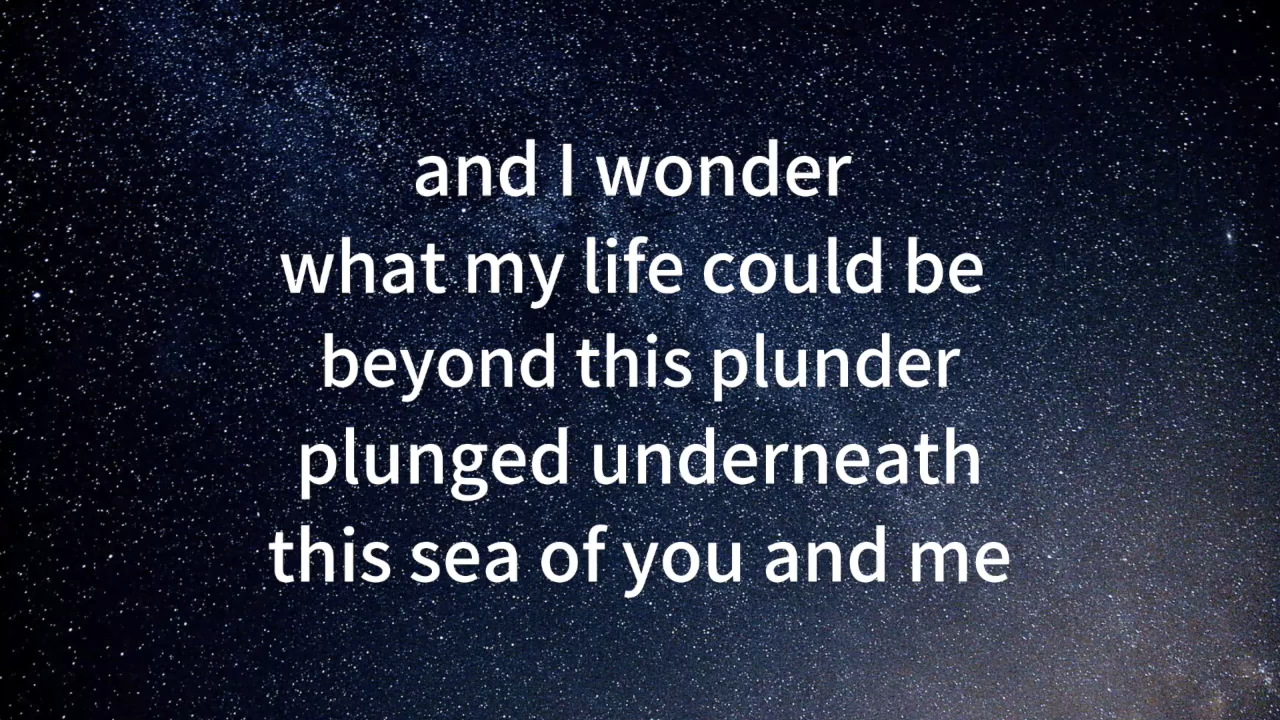 and I wonder
what my life could be
beyond this plunder
plunged underneath
this sea of you and me